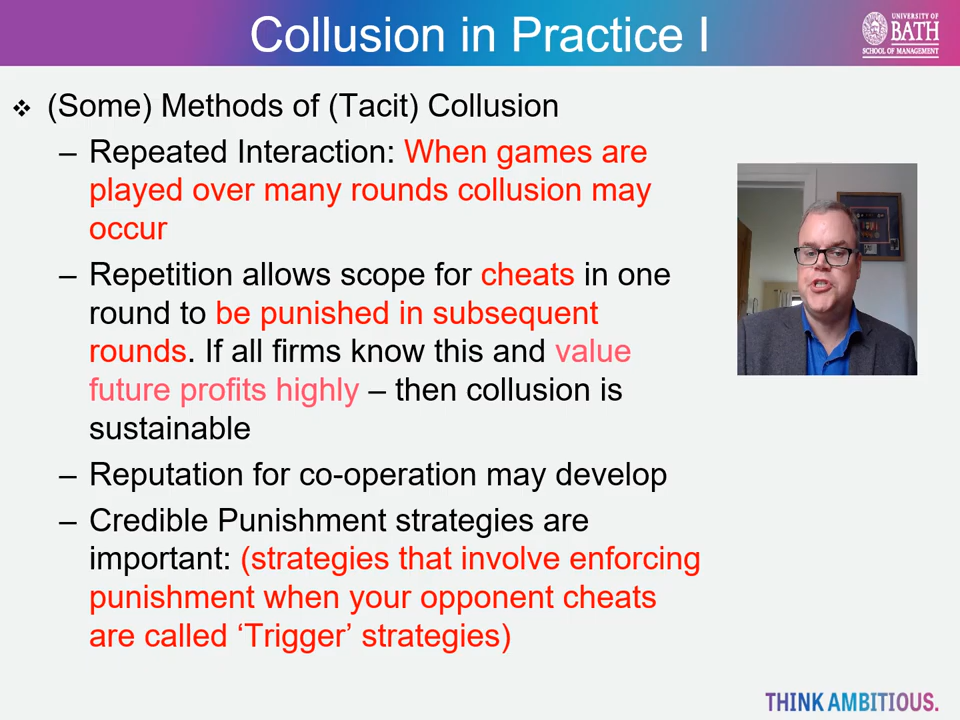 Collusion in Practice I
UNIVERSITY OF
BATH
SCHOOL OF MANAGEMENT
❖ (Some) Methods of (Tacit) Collusion
– Repeated Interaction: When games are
played over many rounds collusion may
occur
– Repetition allows scope for cheats in one
round to be punished in subsequent
rounds. If all firms know this and value
future profits highly – then collusion is
sustainable
– Reputation for co-operation may develop
– Credible Punishment strategies are
important: (strategies that involve enforcing
punishment when your opponent cheats
are called ‘Trigger’ strategies)
THINK AMBITIOUS.